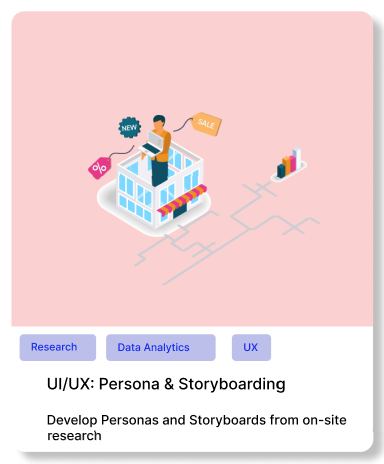 NEW
SALE
%
Research
Data Analytics
UX
UI/UX: Persona & Storyboarding
Develop Personas and Storyboards from on-site
research